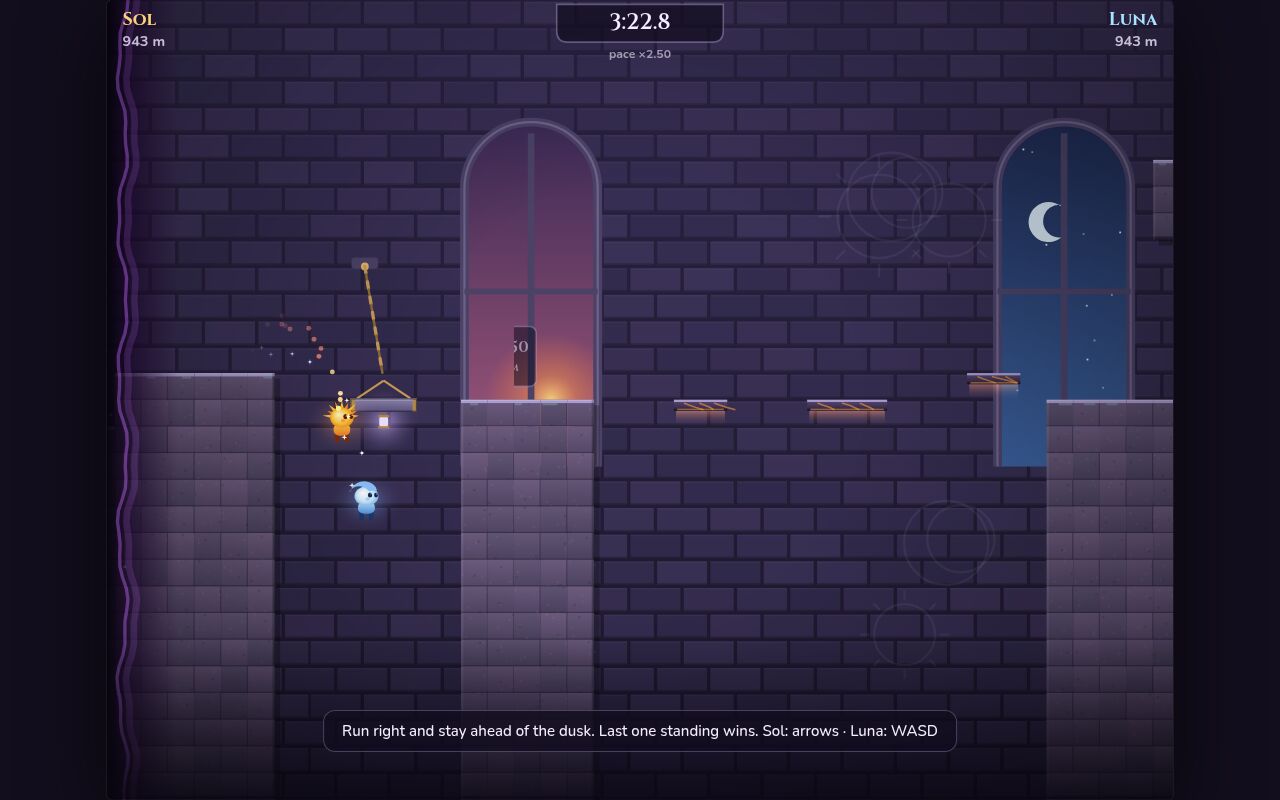 Sol
943 m
3:22.8
pace ×2.50
Luna
943 m
50
Run right and stay ahead of the dusk. Last one standing wins. Sol: arrows · Luna: WASD